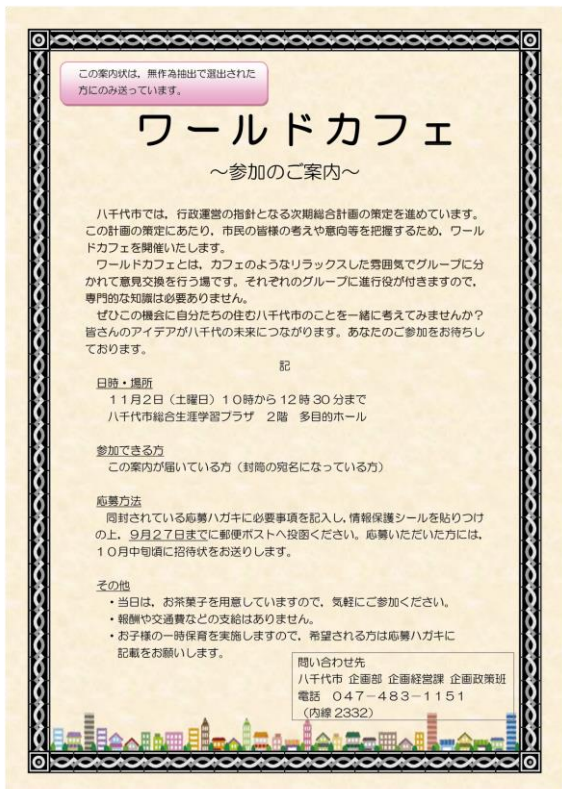 この案内状は，無作為抽出で選出された
方にのみ送っています。
ワールドカフェ
～参加のご案内～
八千代市では，行政運営の指針となる次期総合計画の策定を進めています。
この計画の策定にあたり，市民の皆様の考えや意向等を把握するため，ワール
ドカフェを開催いたします。
ワールドカフェとは，カフェのようなリラックスした雰囲気でグループに分
かれて意見交換を行う場です。それぞれのグループに進行役が付きますので，
専門的な知識は必要ありません。
ぜひこの機会に自分たちの住む八千代市のことを一緒に考えてみませんか？
皆さんのアイデアが八千代の未来につながります。あなたのご参加をお待ちし
ております。
記
日時・場所
１１月２日（土曜日）１０時から12時30分まで
八千代市総合生涯学習プラザ　２階　多目的ホール
参加できる方
この案内が届いている方（封筒の宛名になっている方）
応募方法
同封されている応募ハガキに必要事項を記入し，情報保護シールを貼りつけ
の上，９月２７日までに郵便ポストへ投函ください。応募いただいた方には，
１０月中旬頃に招待状をお送りします。
その他
・当日は，お茶菓子を用意していますので，気軽にご参加ください。
・報酬や交通費などの支給はありません。
・お子様の一時保育を実施しますので，希望される方は応募ハガキに
記載をお願いします。
問い合わせ先
八千代市 企画部 企画経営課 企画政策班
電話　０４７－４８３－１１５１
（内線 2332）